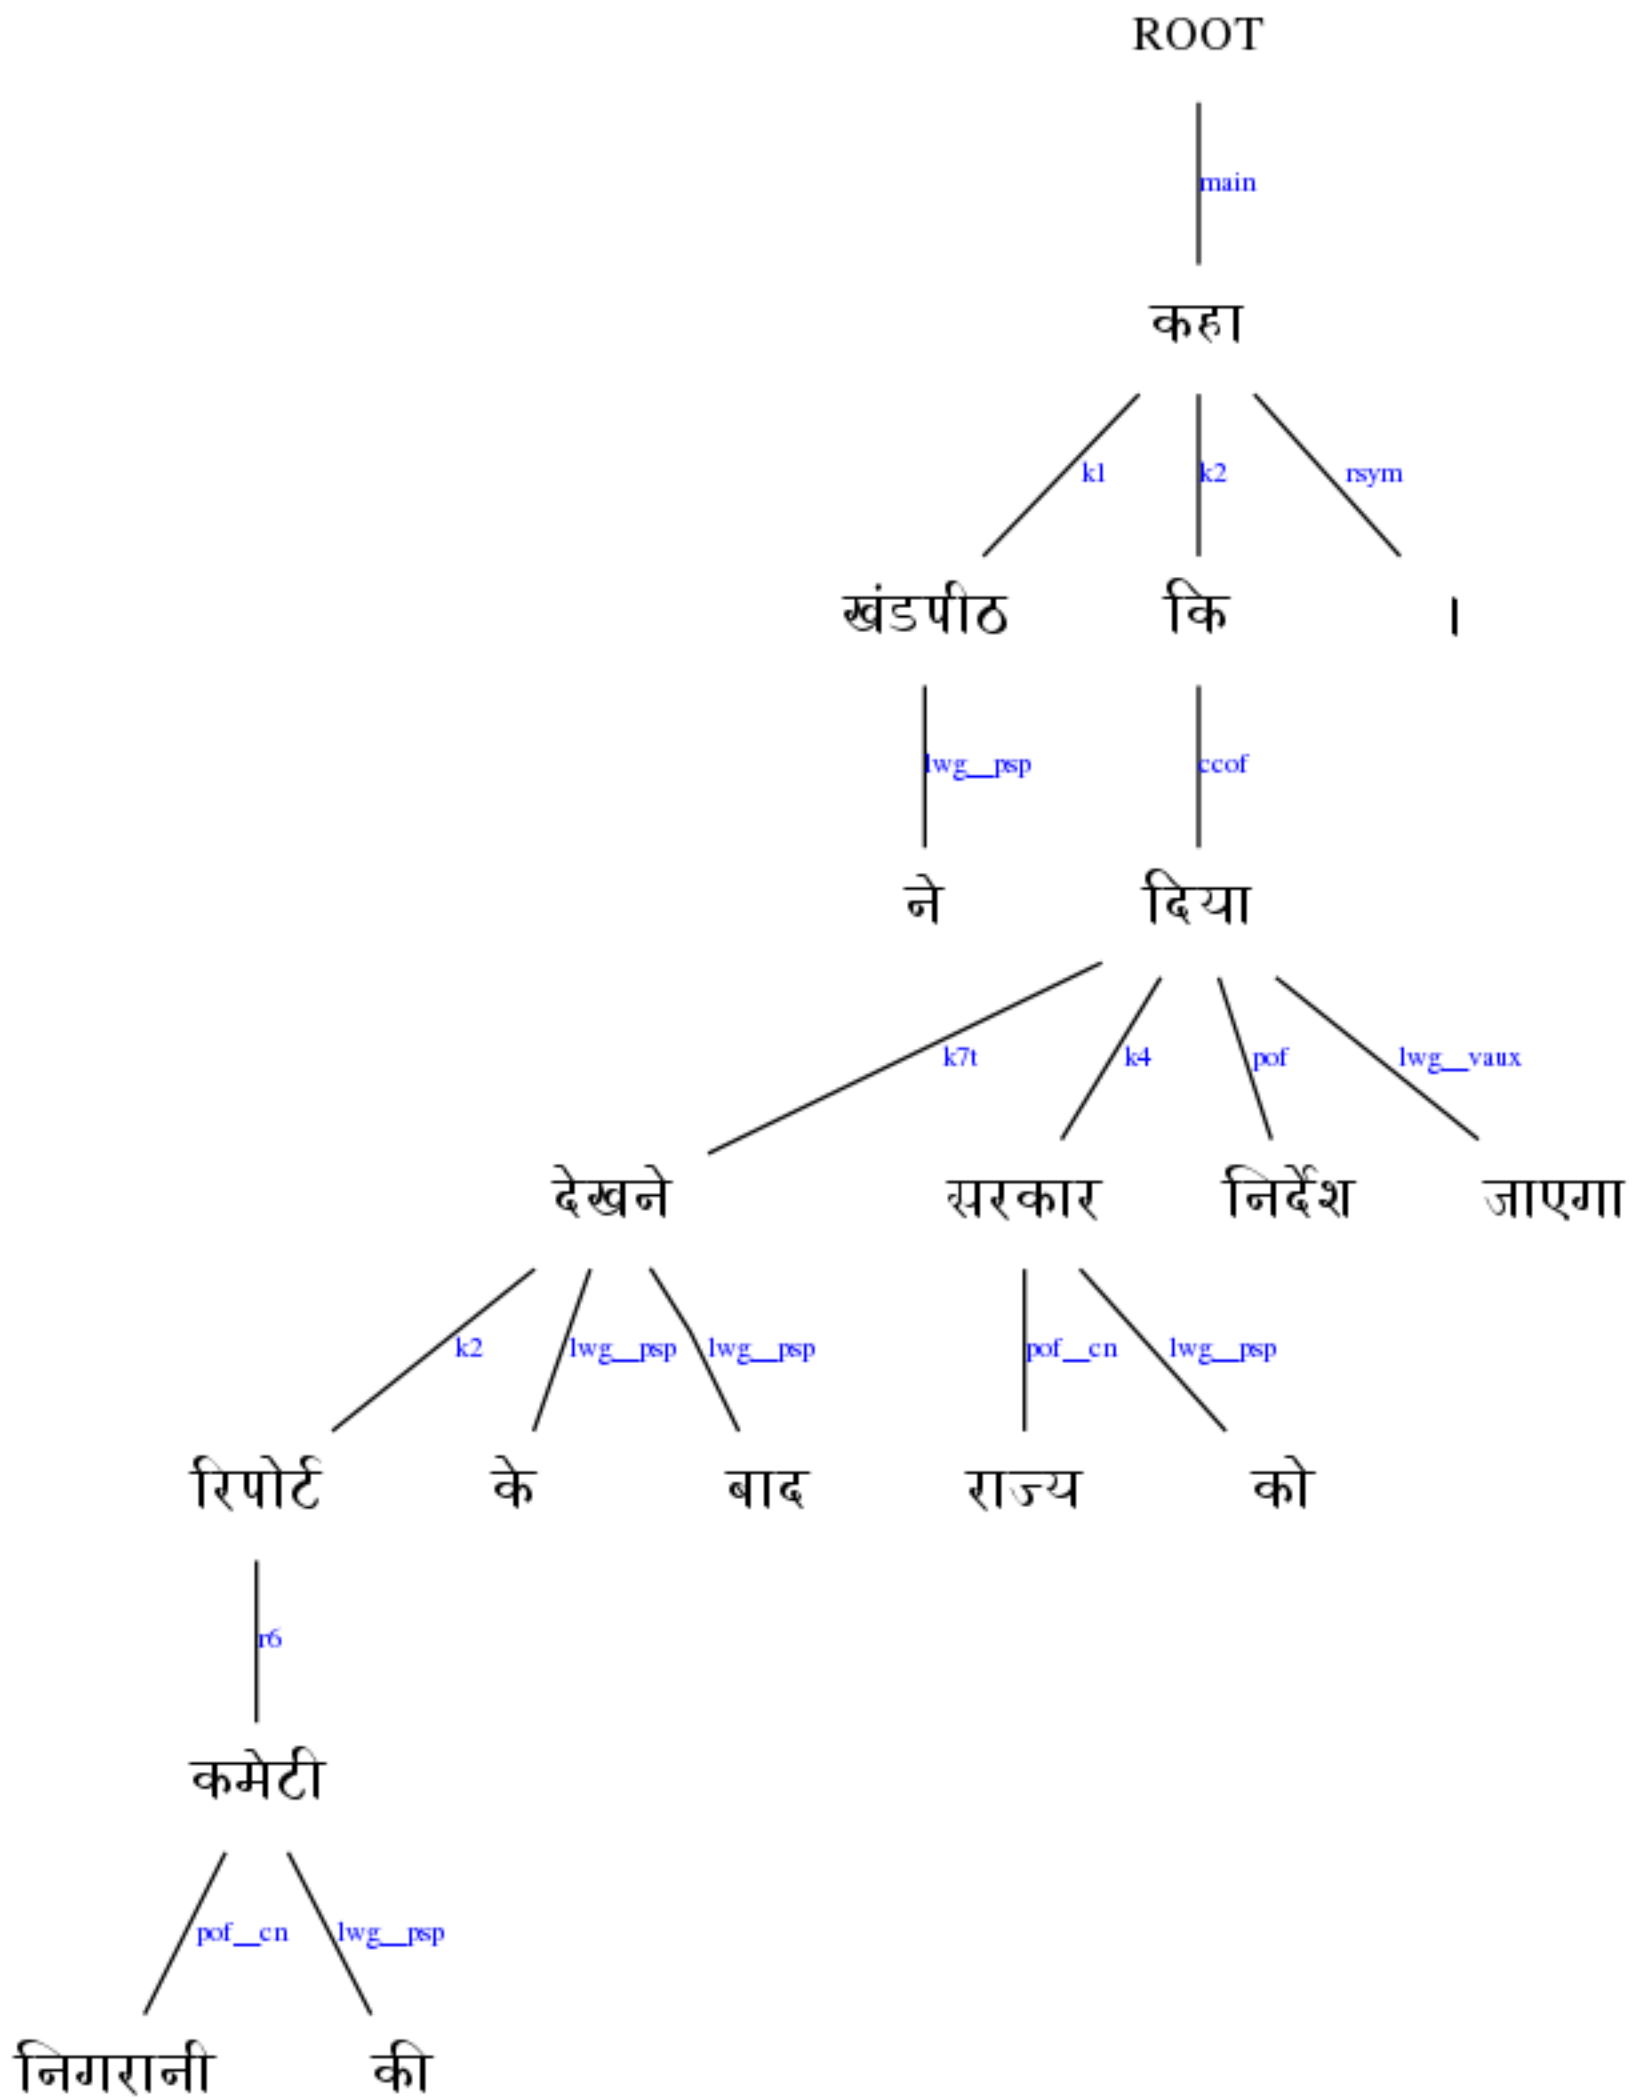 ROOT
main
कहा
k1 k2 rsym
खंडपीठ कि ।
lwg__psp ccof
ने दिया
k7t k4 pof lwg__vaux
देखने सरकार निर्देश जाएगा
k2 lwg__psp lwg__psp pof__cn lwg__psp
रिपोर्ट के बाद राज्य को
r6
कमेटी
pof__cn lwg__psp
निगरानी की